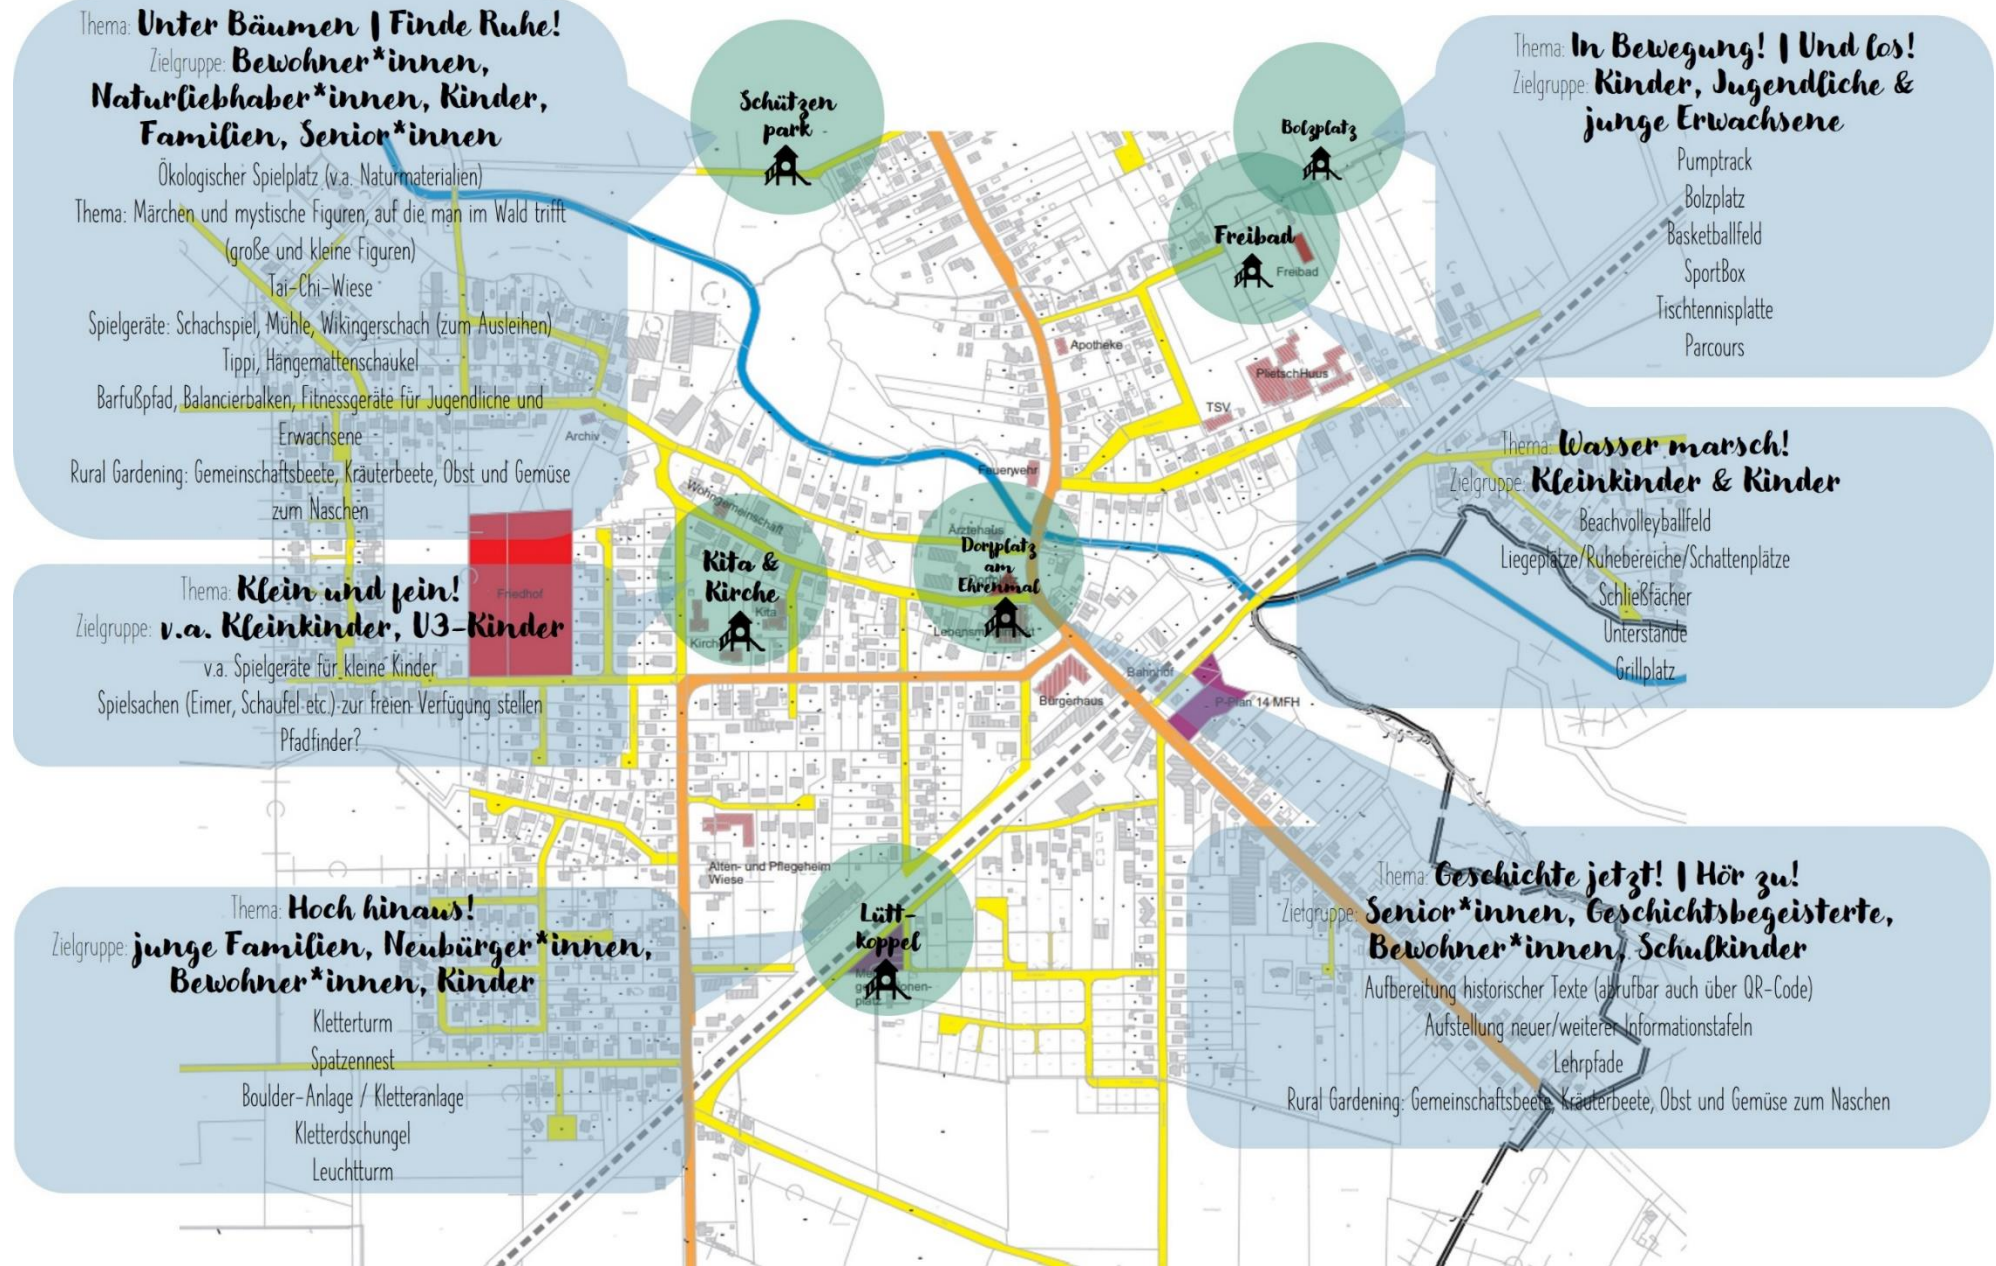 Thema: Unter Bäumen | Finde Ruhe!
Zielgruppe: Bewohner*innen,
Naturliebhaber*innen, Kinder,
Familien, Senior*innen
Ökologischer Spielplatz (v.a. Naturmaterialien)
Thema: Märchen und mystische Figuren, auf die man im Wald trifft
(große und kleine Figuren)
Tai-Chi-Wiese
Spielgeräte: Schachspiel, Mühle, Wikingerschach (zum Ausleihen)
Tippi, Hängemattenschaukel
Barfußpfad, Balancierbalken, Fitnessgeräte für Jugendliche und
Erwachsene
Rural Gardening: Gemeinschaftsbeete, Kräuterbeete, Obst und Gemüse
zum Naschen
Thema: Klein und fein!
Zielgruppe: v.a. Kleinkinder, U3-Kinder
v.a. Spielgeräte für kleine Kinder
Spielsachen (Eimer, Schaufel etc.) zur freien Verfügung stellen
Pfadfinder?
Thema: Hoch hinaus!
Zielgruppe: junge Familien, Neubürger*innen,
Bewohner*innen, Kinder
Kletterturm
Spatzennest
Boulder-Anlage / Kletteranlage
Kletterdschungel
Leuchtturm
Schützen
park
Bolzplatz
Freibad
Freibad
Apotheke
PlietschHuus
TSV
Archiv
Feuerwehr
Wohngemeinschaft
Ärztehaus
Dorfplatz
am
Ehrenmal
Kita &
Kirche
Kita
Friedhof
Bahnhof
Bürgerhaus
P-Plan 14 MFH
Alten- und Pflegeheim
Wiese
Lütt-
Koppel
Thema: In Bewegung! | Und los!
Zielgruppe: Kinder, Jugendliche &
junge Erwachsene
Pumptrack
Bolzplatz
Basketballfeld
SportBox
Tischtennisplatte
Parcours
Thema: Wasser marsch!
Zielgruppe: Kleinkinder & Kinder
Beachvolleyballfeld
Liegeplätze/Ruhebereiche/Schattenplätze
Schließfächer
Unterstände
Grillplatz
Thema: Geschichte jetzt! | Hör zu!
Zielgruppe: Senior*innen, Geschichtsbegeisterte,
Bewohner*innen, Schulkinder
Aufbereitung historischer Texte (abrufbar auch über QR-Code)
Aufstellung neuer/weiterer Informationstafeln
Lehrpfade
Rural Gardening: Gemeinschaftsbeete, Kräuterbeete, Obst und Gemüse zum Naschen